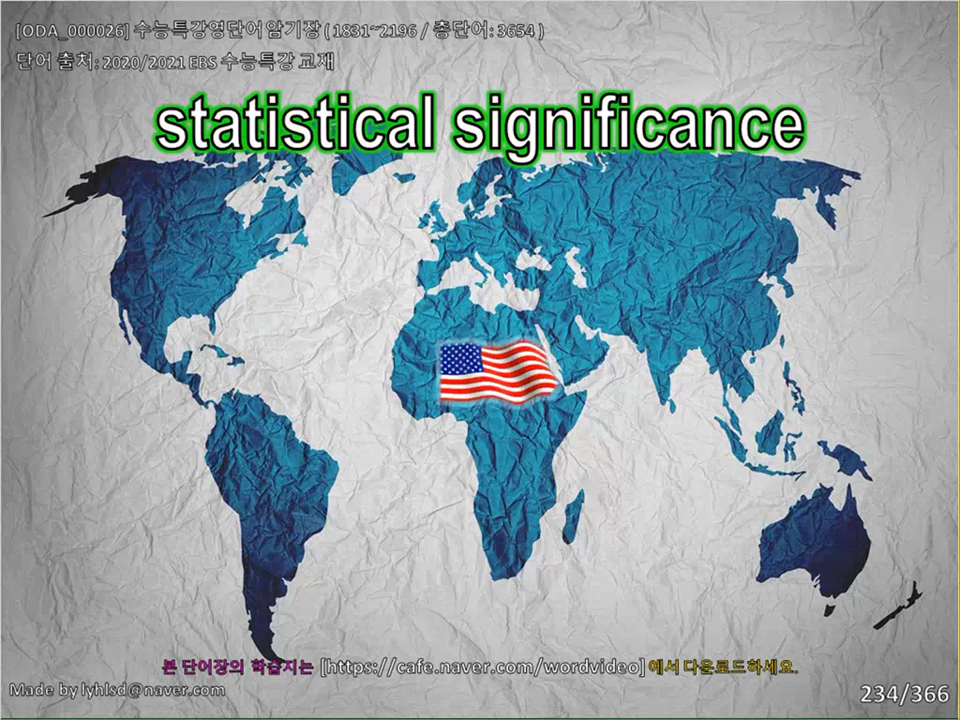 [ODA_000026] 수능특강영단어 암기장 ( 1831~2196 / 총단어: 3654 )
단어 출처: 2020/2021 EBS 수능특강 교재
statistical significance
본 단어장의 학습지는 [https://cafe.naver.com/wordvideo] 에서 다운로드하세요.
Made by lyhlsd@naver.com
234/366